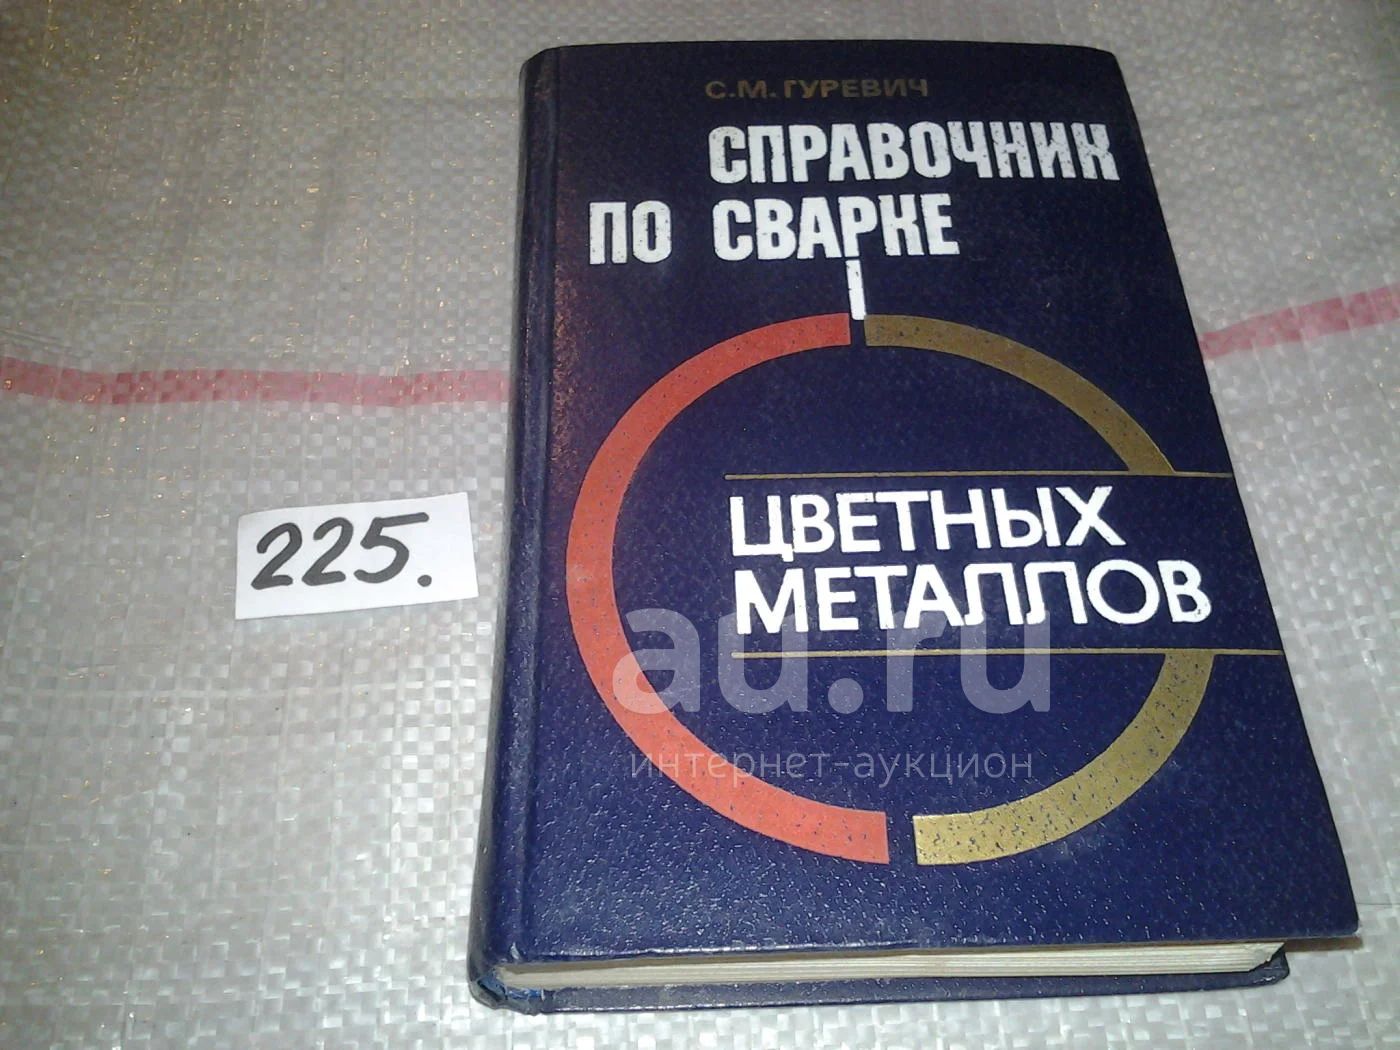 С.М. ГУРЕВИЧ
СПРАВОЧНИК
ПО СВАРКЕ
ЦВЕТНЫХ
МЕТАЛЛОВ
225.
au.ru
интернет-аукцион